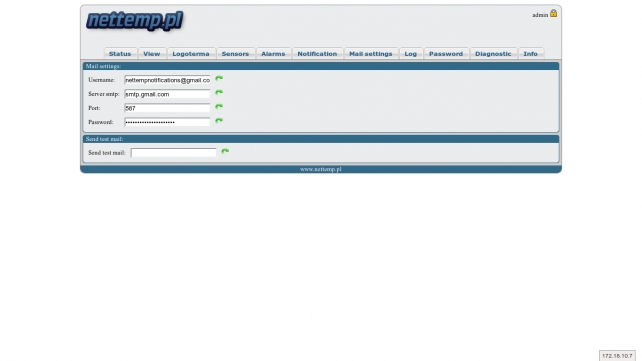 nettemp.pl
admin
Status View Logoterma Sensors Alarms Notification Mail settings Log Password Diagnostic Info
Mail settings:
Username: nettempnotifications@gmail.co
Server smtp: smtp.gmail.com
Port: 587
Password: •••••••••••••••••••••
Send test mail:
Send test mail:
www.nettemp.pl
172.18.10.7